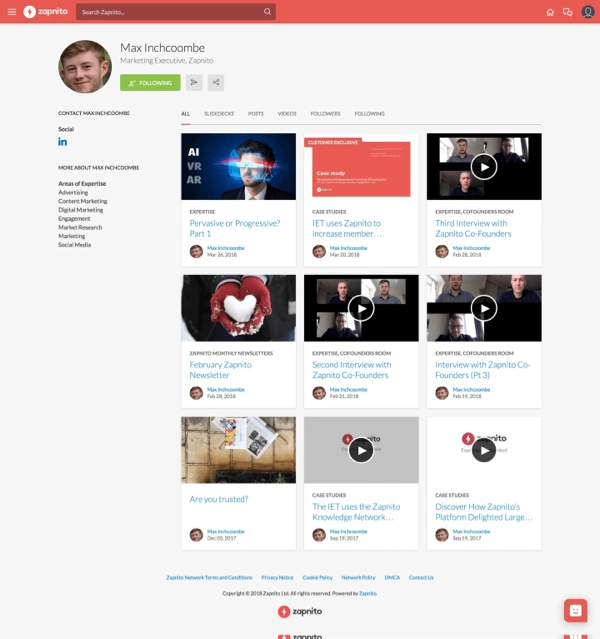 zapnito
Search Zapnito...
Max Inchcoombe
Marketing Executive, Zapnito
FOLLOWING
CONTACT MAX INCHCOOMBE
Social
in
MORE ABOUT MAX INCHCOOMBE
Areas of Expertise
Advertising
Content Marketing
Digital Marketing
Engagement
Market Research
Marketing
Social Media
ALL SLIDEDECKS POSTS VIDEOS FOLLOWERS FOLLOWING
AI
VR
AR
EXPERTISE
Pervasive or Progressive?
Part 1
Max Inchcoombe
Mar 26, 2018
CUSTOMER EXCLUSIVE
Case study
zapnito
CASE STUDIES
IET uses Zapnito to
increase member…
Max Inchcoombe
Mar 20, 2018
EXPERTISE, COFOUNDERS ROOM
Third Interview with
Zapnito Co-Founders
Max Inchcoombe
Feb 28, 2018
ZAPNITO MONTHLY NEWSLETTERS
February Zapnito
Newsletter
Max Inchcoombe
Feb 28, 2018
EXPERTISE, COFOUNDERS ROOM
Second Interview with
Zapnito Co-Founders
Max Inchcoombe
Feb 21, 2018
EXPERTISE, COFOUNDERS ROOM
Interview with Zapnito Co-
Founders (Pt 3)
Max Inchcoombe
Feb 19, 2018
Are you trusted?
Max Inchcoombe
Dec 05, 2017
zapnito
CASE STUDIES
The IET uses the Zapnito
Knowledge Network…
Max Inchcoombe
Sep 19, 2017
zapnito
CASE STUDIES
Discover How Zapnito's
Platform Delighted Large…
Max Inchcoombe
Sep 19, 2017
Zapnito Network Terms and Conditions Privacy Notice Cookie Policy Network Policy DMCA Contact Us
Copyright © 2018 Zapnito Ltd. All rights reserved. Powered by Zapnito.
zapnito
zapnito